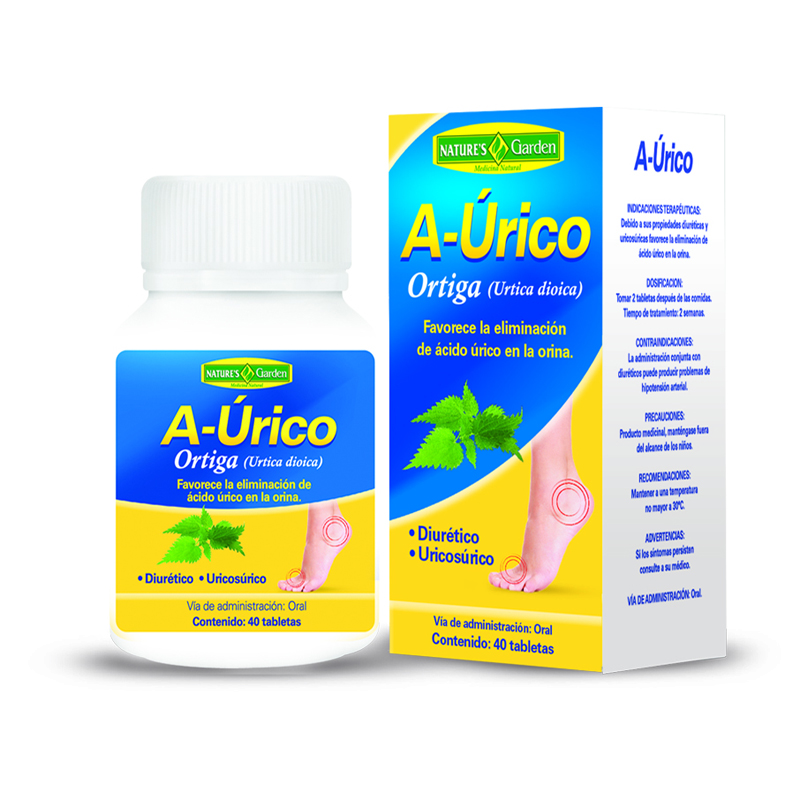 NATURE'S Garden
Medicina Natural
A-Úrico
Ortiga (Urtica dioica)
Favorece la eliminación de
ácido úrico en la orina.
• Diurético • Uricosúrico
Vía de administración: Oral
Contenido: 40 tabletas
NATURE'S Garden
Medicina Natural
A-Úrico
Ortiga (Urtica dioica)
Favorece la eliminación
de ácido úrico en la orina.
• Diurético
• Uricosúrico
Vía de administración: Oral
Contenido: 40 tabletas
A-Úrico
INDICACIONES TERAPÉUTICAS:
Debido a sus propiedades diuréticas y
uricosúricas favorece la eliminación de
ácido úrico en la orina.
DOSIFICACION:
Tomar 2 tabletas después de las comidas.
Tiempo de tratamiento: 2 semanas.
CONTRAINDICACIONES:
La administración conjunta con
diuréticos puede producir problemas de
hipotensión arterial.
PRECAUCIONES:
Producto medicinal, manténgase fuera
del alcance de los niños.
RECOMENDACIONES:
Mantener a una temperatura
no mayor a 30°C.
ADVERTENCIAS:
Si los síntomas persisten
consulte a su médico.
VÍA DE ADMINISTRACIÓN: Oral.